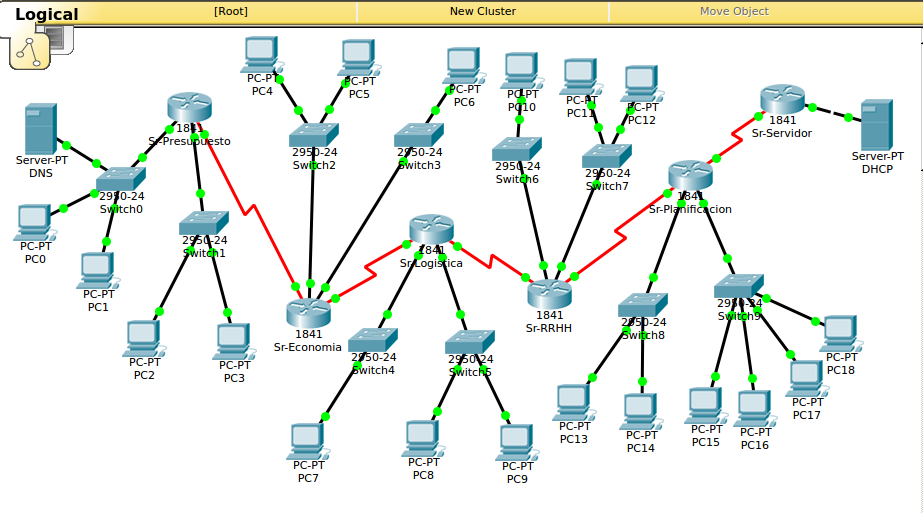 Logical
[Root]
New Cluster
Move Object
PC-PT
PC4
PC-PT
PC5
PC-PT
PC6
PC-PT
PC10
PC-PT
PC11
PC-PT
PC12
1841
Sr-Servidor
Server-PT
DHCP
1841
Sr-Presupuesto
Server-PT
DNS
2950-24
Switch2
2950-24
Switch3
2950-24
Switch6
2950-24
Switch7
2950-24
Switch0
1841
Sr-Planificacion
PC-PT
PC0
2950-24
Switch1
1841
Sr-Logistica
PC-PT
PC1
1841
Sr-Economia
1841
Sr-RRHH
2950-24
Switch8
2950-24
Switch9
PC-PT
PC2
PC-PT
PC3
2950-24
Switch4
2950-24
Switch5
PC-PT
PC18
PC-PT
PC17
PC-PT
PC13
PC-PT
PC14
PC-PT
PC15
PC-PT
PC16
PC-PT
PC7
PC-PT
PC8
PC-PT
PC9